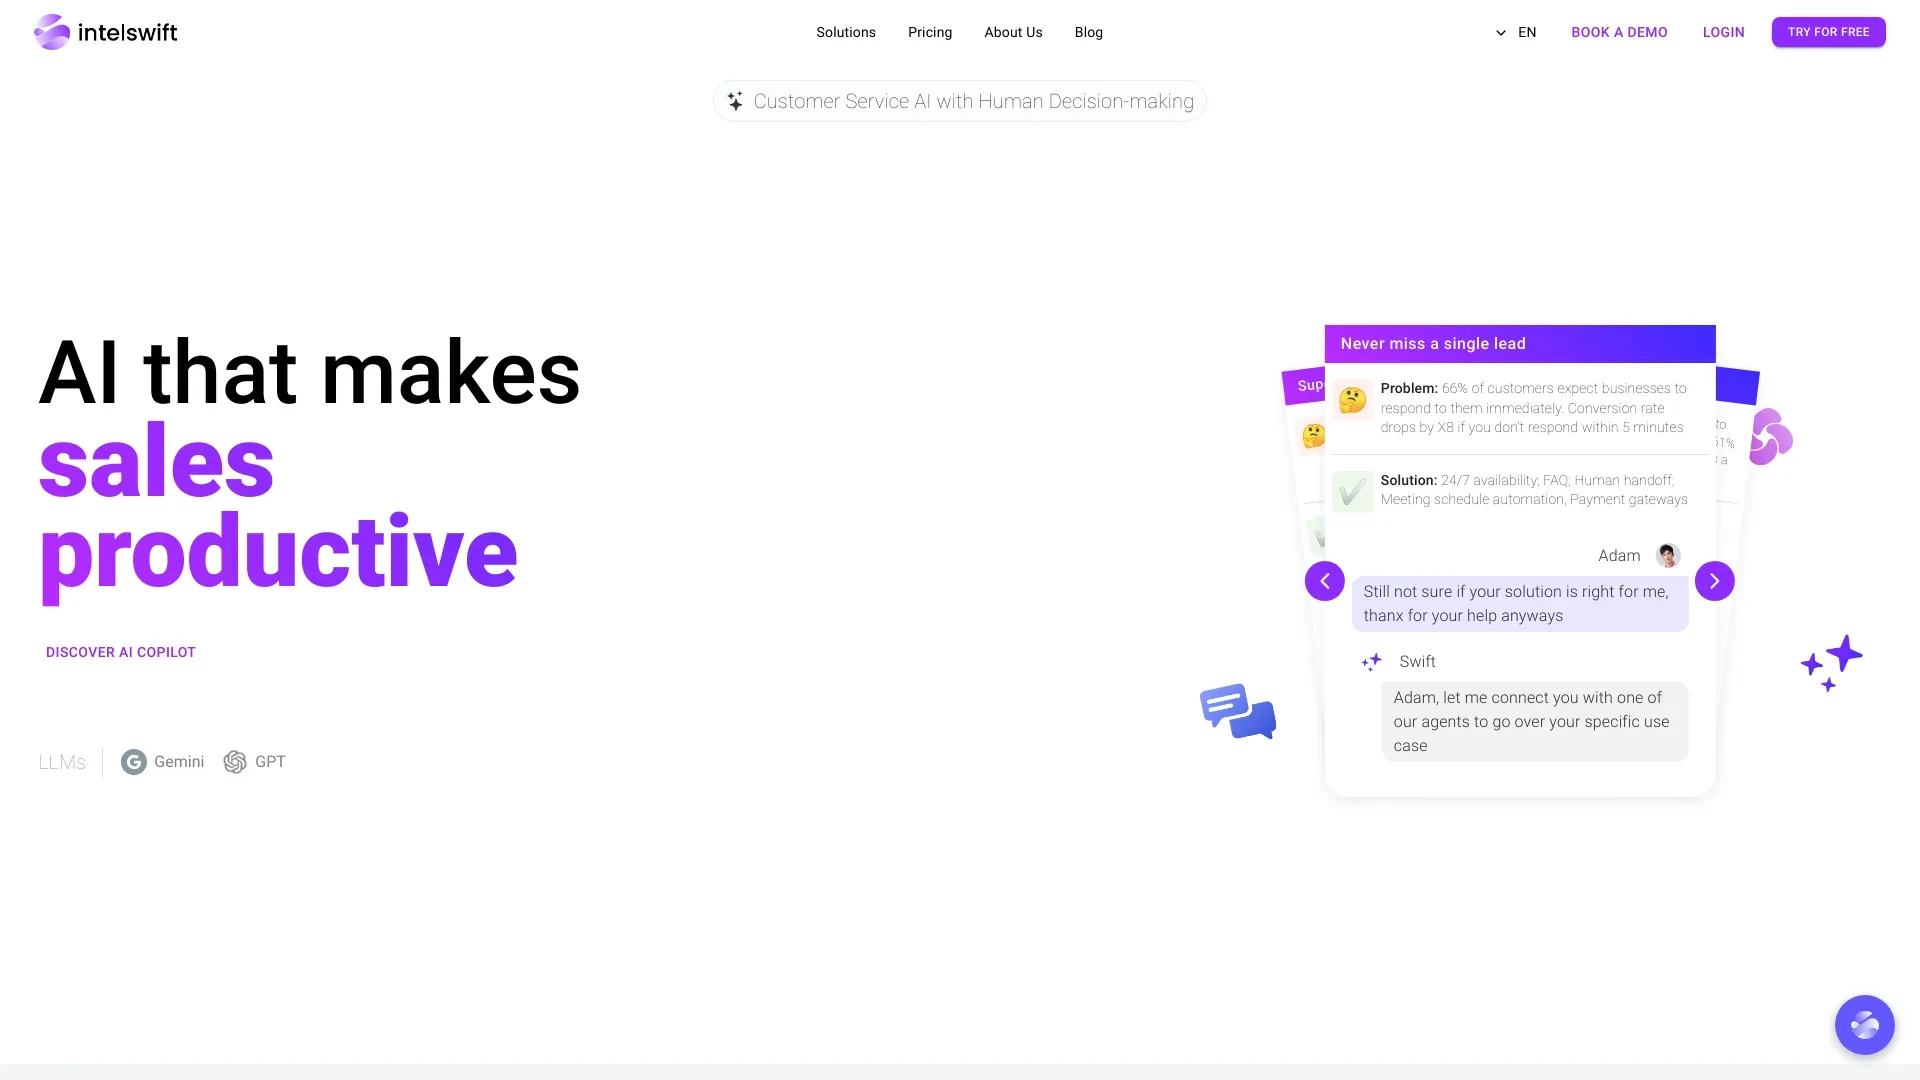 intelswift
Solutions
Pricing
About Us
Blog
EN
BOOK A DEMO
LOGIN
TRY FOR FREE
Customer Service AI with Human Decision-making
AI that makes
sales
productive
DISCOVER AI COPILOT
LLMs
Gemini
GPT
Never miss a single lead
Problem: 66% of customers expect businesses to
respond to them immediately. Conversion rate
drops by X8 if you don't respond within 5 minutes
Solution: 24/7 availability; FAQ; Human handoff;
Meeting schedule automation, Payment gateways
Adam
Still not sure if your solution is right for me,
thanx for your help anyways
Swift
Adam, let me connect you with one of
our agents to go over your specific use
case
to
a